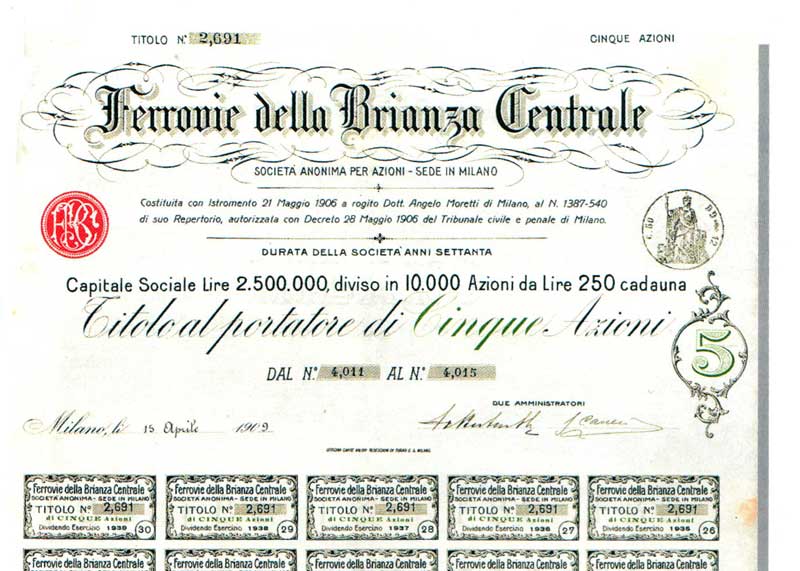 TITOLO N.° 2,691 CINQUE AZIONI
Ferrovie della Brianza Centrale
SOCIETÀ ANONIMA PER AZIONI - SEDE IN MILANO
Costituita con Istromento 21 Maggio 1906 a rogito Dott. Angelo Moretti di Milano, al N. 1387-540
di suo Repertorio, autorizzata con Decreto 28 Maggio 1906 del Tribunale civile e penale di Milano.
DURATA DELLA SOCIETÀ ANNI SETTANTA
Capitale Sociale Lire 2.500.000, diviso in 10.000 Azioni da Lire 250 cadauna
Titolo al portatore di Cinque Azioni
5
DAL N.° 4,011 AL N.° 4,015
DUE AMMINISTRATORI
Milano, li 15 Aprile 1909
Ferrovie della Brianza Centrale
SOCIETÀ ANONIMA - SEDE IN MILANO
TITOLO N.° 2,691
di CINQUE Azioni
Dividendo Esercizio 1939 30
Ferrovie della Brianza Centrale
SOCIETÀ ANONIMA - SEDE IN MILANO
TITOLO N.° 2,691
di CINQUE Azioni
Dividendo Esercizio 1938 29
Ferrovie della Brianza Centrale
SOCIETÀ ANONIMA - SEDE IN MILANO
TITOLO N.° 2,691
di CINQUE Azioni
Dividendo Esercizio 1937 28
Ferrovie della Brianza Centrale
SOCIETÀ ANONIMA - SEDE IN MILANO
TITOLO N.° 2,691
di CINQUE Azioni
Dividendo Esercizio 1936 27
Ferrovie della Brianza Centrale
SOCIETÀ ANONIMA - SEDE IN MILANO
TITOLO N.° 2,691
di CINQUE Azioni
Dividendo Esercizio 1935 26
Ferrovie della Brianza Centrale
Ferrovie della Brianza Centrale
Ferrovie della Brianza Centrale
Ferrovie della Brianza Centrale
Ferrovie della Brianza Centrale